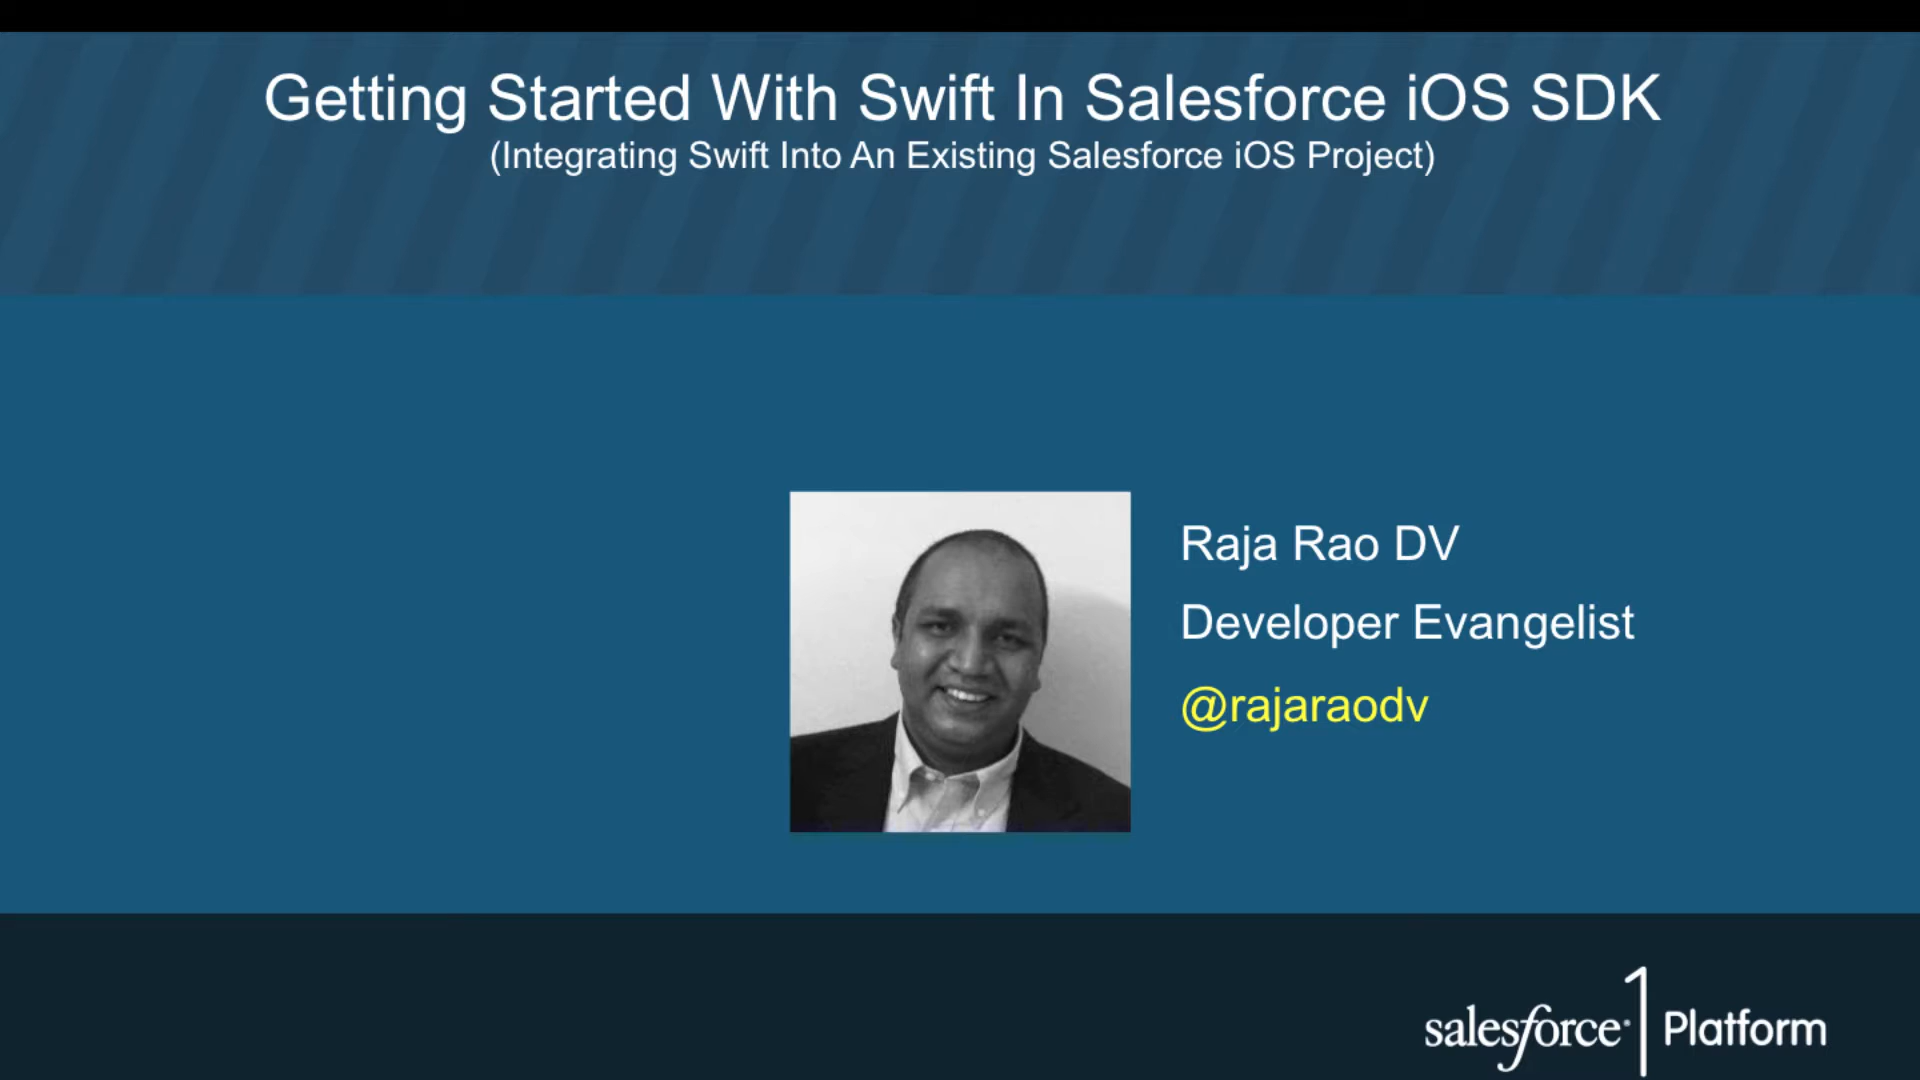 Getting Started With Swift In Salesforce iOS SDK
(Integrating Swift Into An Existing Salesforce iOS Project)
Raja Rao DV
Developer Evangelist
@rajaraodv
salesforce 1 Platform